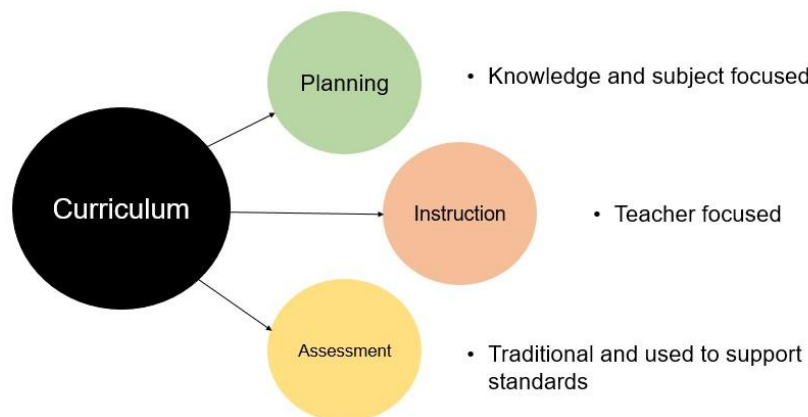 Planning
• Knowledge and subject focused
Curriculum
Instruction
• Teacher focused
Assessment
• Traditional and used to support
standards